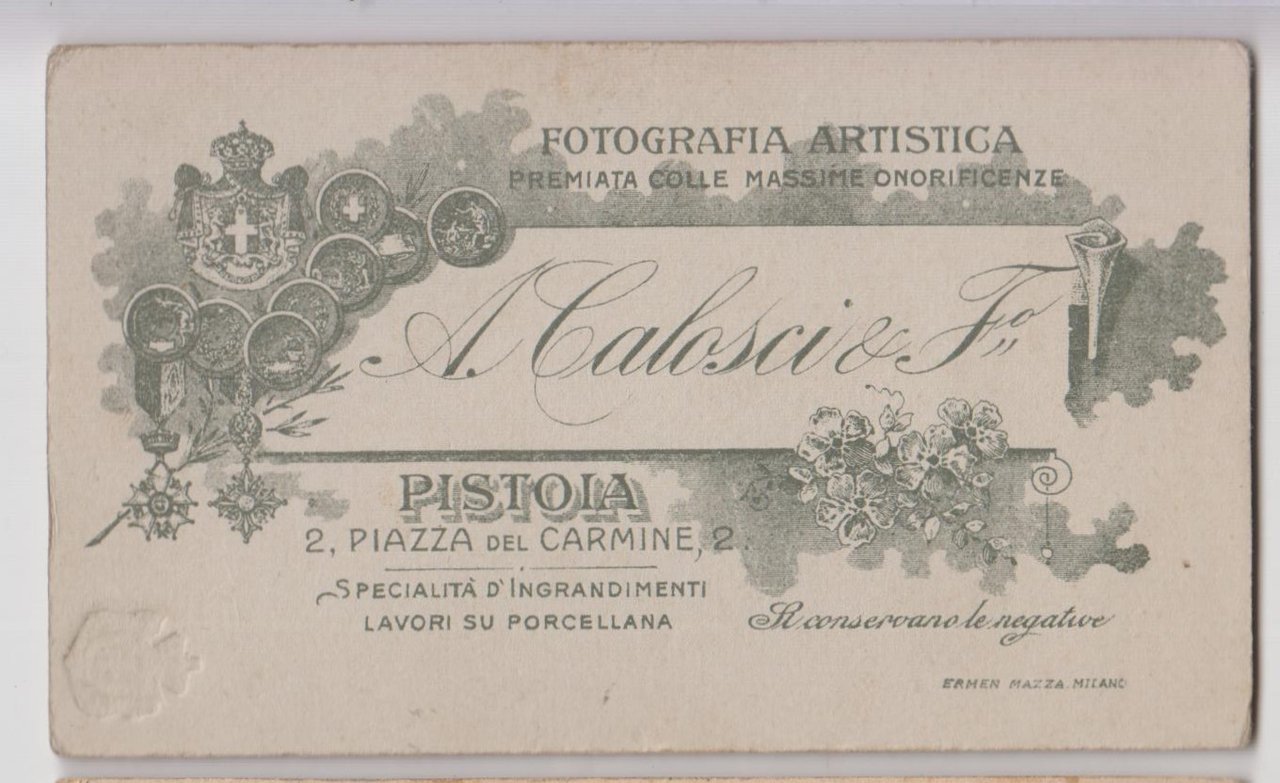 FOTOGRAFIA ARTISTICA
PREMIATA COLLE MASSIME ONORIFICENZE
A. Calosci & Fº
PISTOIA
2, PIAZZA DEL CARMINE, 2.
SPECIALITÀ D'INGRANDIMENTI
LAVORI SU PORCELLANA
Si conservano le negative
ERMEN MAZZA. MILANO